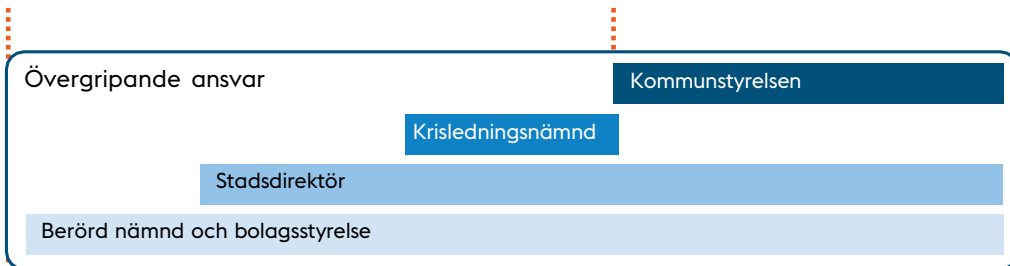 Övergripande ansvar
Kommunstyrelsen
Krisledningsnämnd
Stadsdirektör
Berörd nämnd och bolagsstyrelse